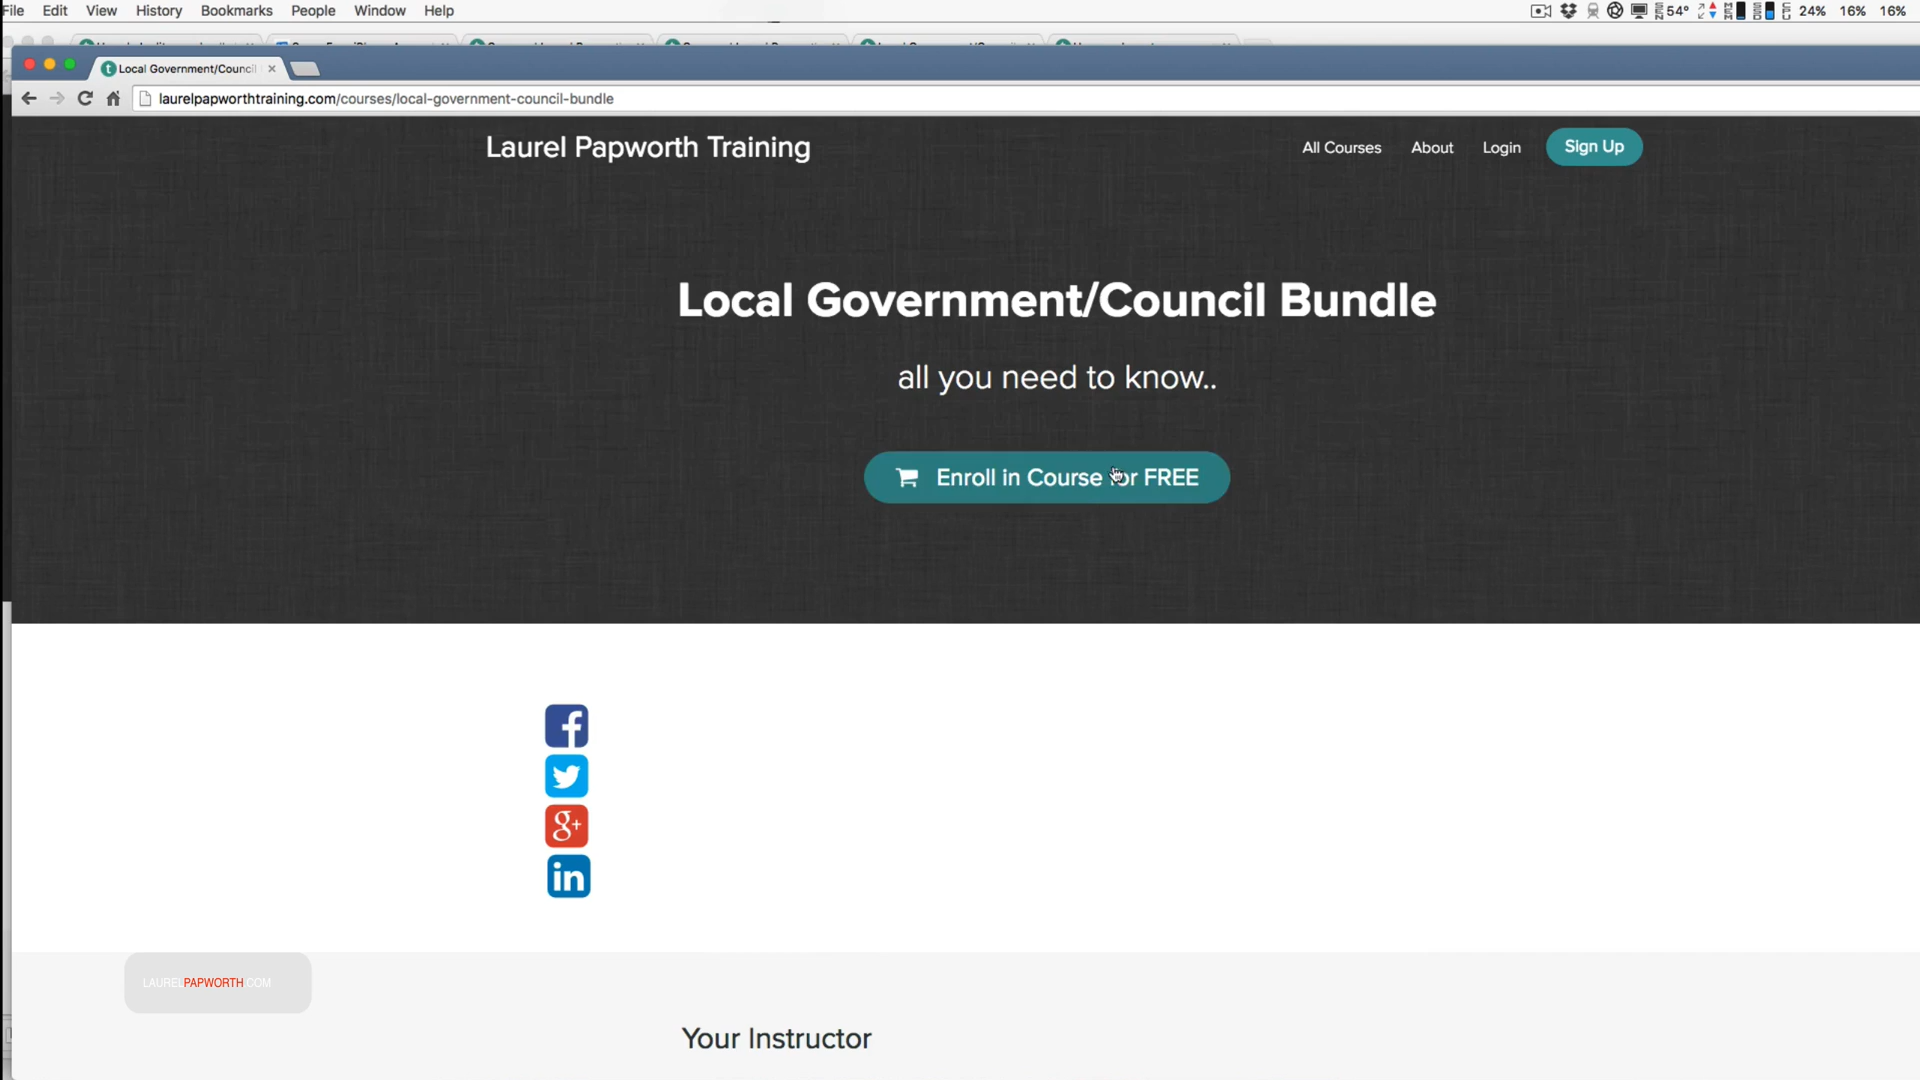 File Edit View History Bookmarks People Window Help
54° 24% 16% 16%
Local Government/Council
laurelpapworthtraining.com/courses/local-government-council-bundle
Laurel Papworth Training
All Courses About Login Sign Up
Local Government/Council Bundle
all you need to know..
Enroll in Course for FREE
f
g+
in
LAURELPAPWORTH.COM
Your Instructor